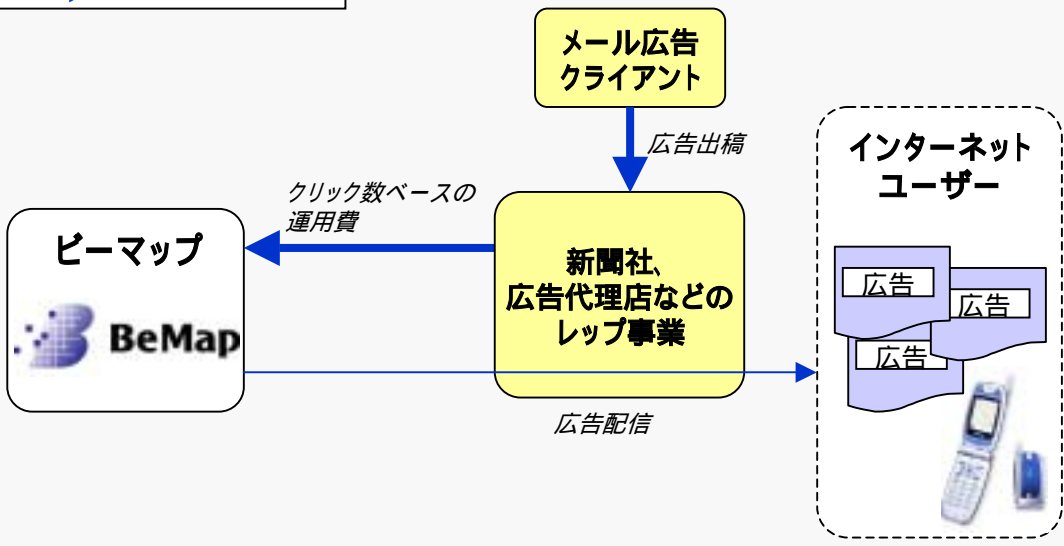 メール広告
クライアント
広告出稿
インターネット
ユーザー
クリック数ベースの
運用費
ビーマップ
BeMap
新聞社、
広告代理店などの
レップ事業
広告
広告
広告
広告配信